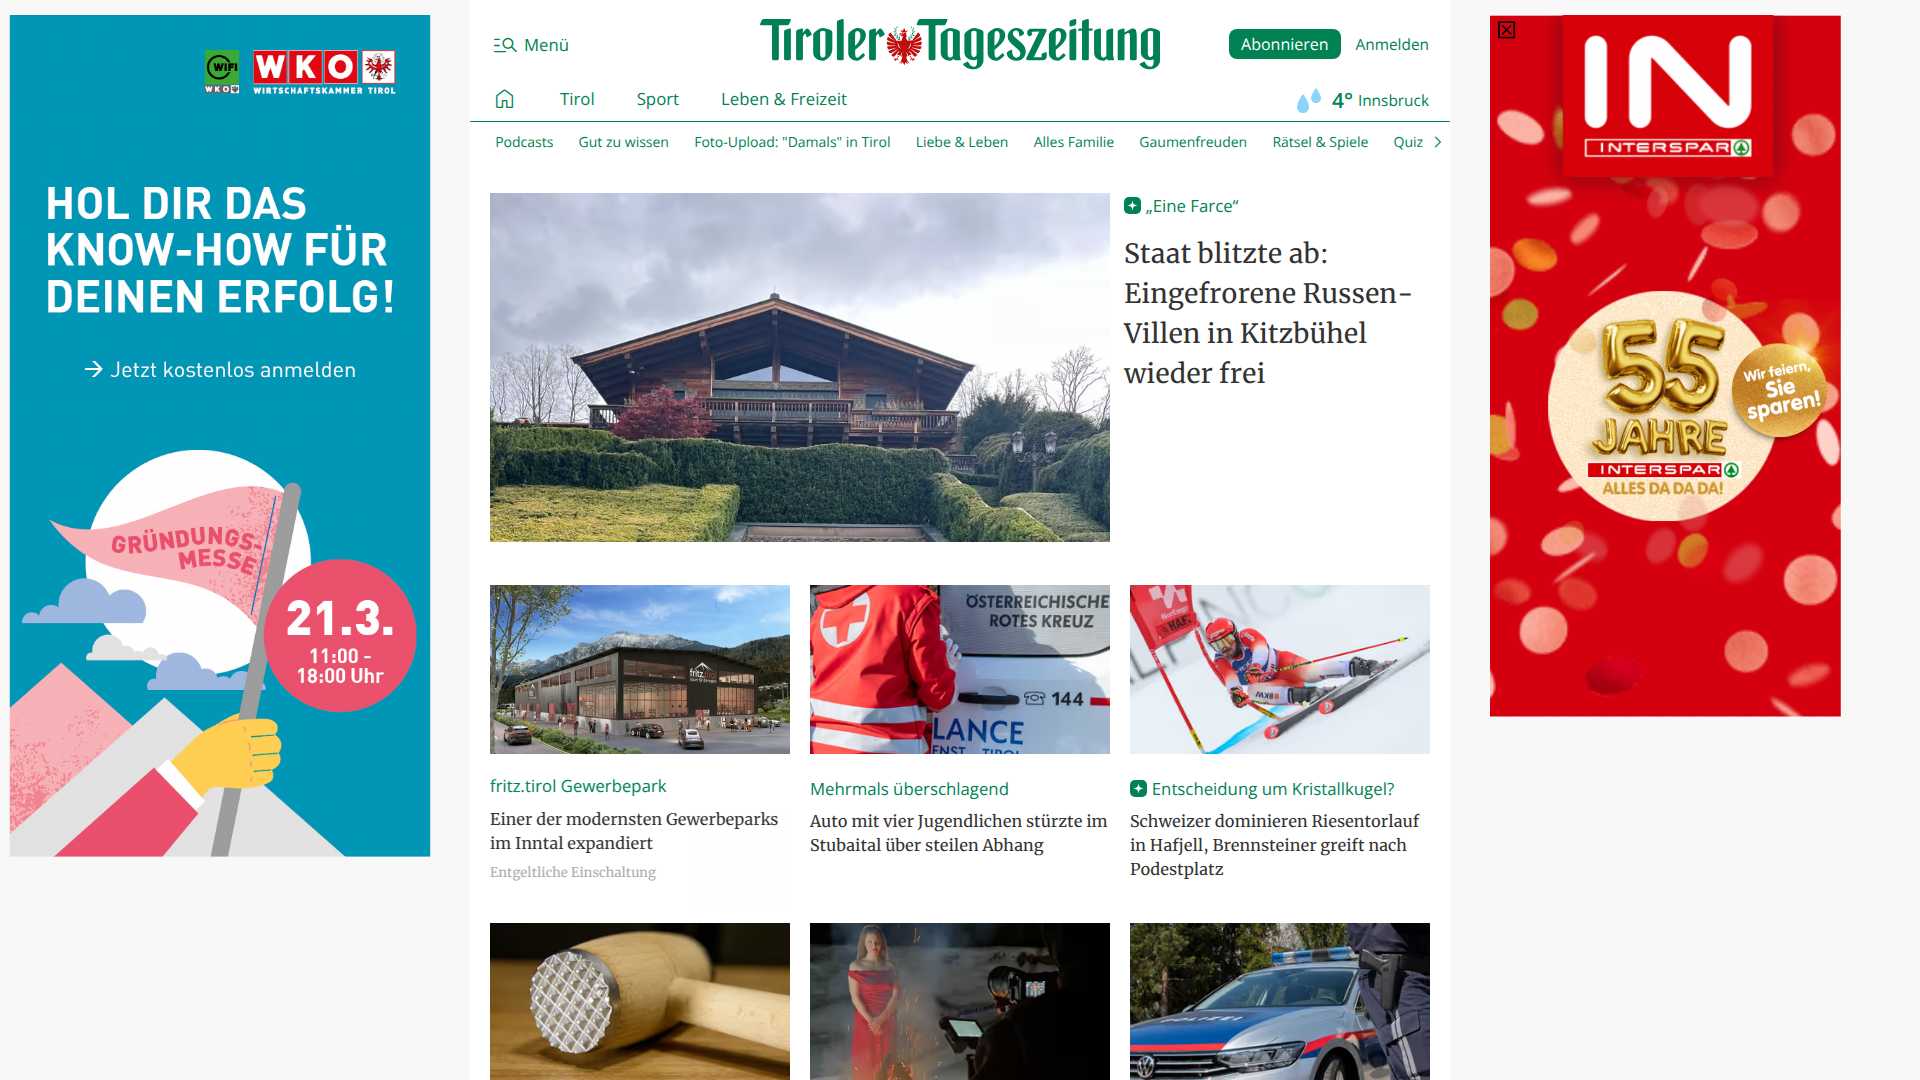 WIFI
WKO
WKO
WIRTSCHAFTSKAMMER TIROL
HOL DIR DAS
KNOW-HOW FÜR
DEINEN ERFOLG!
→ Jetzt kostenlos anmelden
GRÜNDUNGS-
MESSE
21.3.
11:00 -
18:00 Uhr
Menü
Tiroler Tageszeitung
Abonnieren
Anmelden
Tirol
Sport
Leben & Freizeit
4° Innsbruck
Podcasts
Gut zu wissen
Foto-Upload: "Damals" in Tirol
Liebe & Leben
Alles Familie
Gaumenfreuden
Rätsel & Spiele
Quiz
„Eine Farce“
Staat blitzte ab:
Eingefrorene Russen-
Villen in Kitzbühel
wieder frei
fritz.tirol
fritz.tirol Gewerbepark
Einer der modernsten Gewerbeparks
im Inntal expandiert
Entgeltliche Einschaltung
ÖSTERREICHISCHE
ROTES KREUZ
144
LANCE
ENST TIROL
Mehrmals überschlagend
Auto mit vier Jugendlichen stürzte im
Stubaital über steilen Abhang
Entscheidung um Kristallkugel?
Schweizer dominieren Riesentorlauf
in Hafjell, Brennsteiner greift nach
Podestplatz
POLIZEI
IN
INTERSPAR
55
JAHRE
INTERSPAR
ALLES DA DA DA!
Wir feiern,
Sie
sparen!